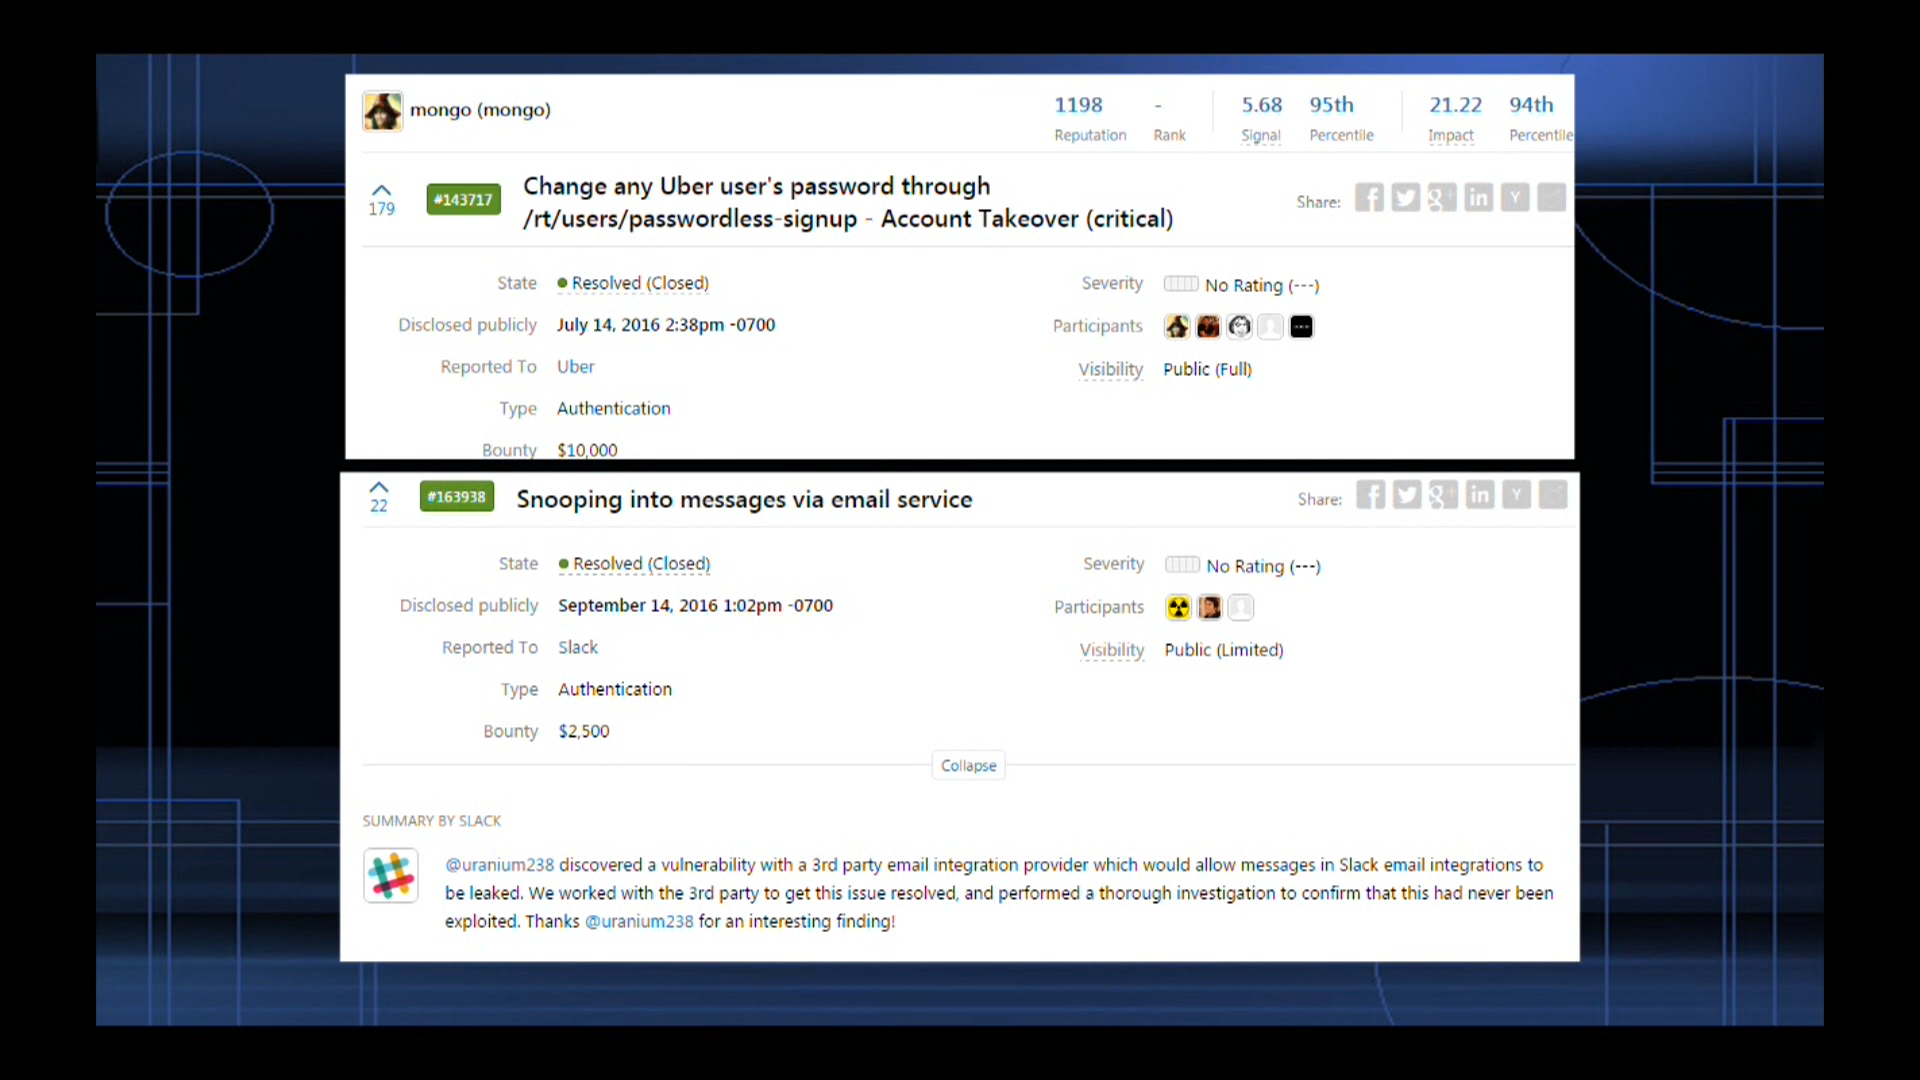 mongo (mongo)
1198 - 5.68 95th 21.22 94th
Reputation Rank Signal Percentile Impact Percentile
179
#143717
Change any Uber user's password through
/rt/users/passwordless-signup - Account Takeover (critical)
Share:
State Resolved (Closed)
Severity No Rating (---)
Disclosed publicly July 14, 2016 2:38pm -0700
Participants
Reported To Uber
Visibility Public (Full)
Type Authentication
Bounty $10,000
22
#163938
Snooping into messages via email service
Share:
State Resolved (Closed)
Severity No Rating (---)
Disclosed publicly September 14, 2016 1:02pm -0700
Participants
Reported To Slack
Visibility Public (Limited)
Type Authentication
Bounty $2,500
Collapse
SUMMARY BY SLACK
@uranium238 discovered a vulnerability with a 3rd party email integration provider which would allow messages in Slack email integrations to
be leaked. We worked with the 3rd party to get this issue resolved, and performed a thorough investigation to confirm that this had never been
exploited. Thanks @uranium238 for an interesting finding!